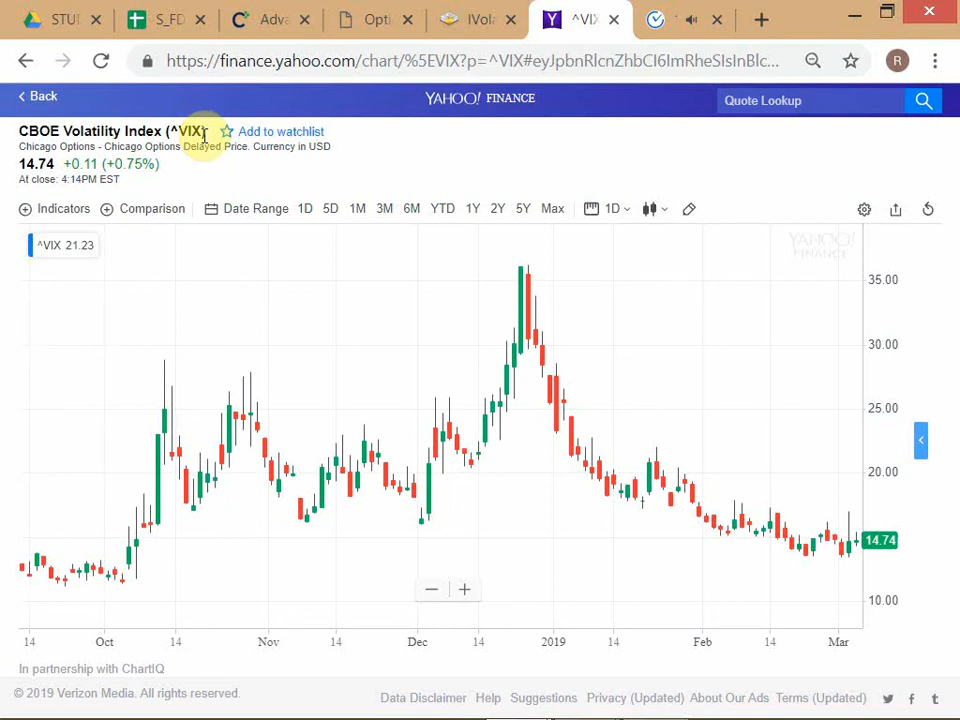 STU
S_FD
Adva
Opti
IVola
^VIX
https://finance.yahoo.com/chart/%5EVIX?p=^VIX#eyJpbnRlcnZhbCI6ImRheSIsInBlc...
R
Back
YAHOO! FINANCE
Quote Lookup
CBOE Volatility Index (^VIX)
Add to watchlist
Chicago Options - Chicago Options Delayed Price. Currency in USD
14.74 +0.11 (+0.75%)
At close: 4:14PM EST
Indicators Comparison Date Range 1D 5D 1M 3M 6M YTD 1Y 2Y 5Y Max 1D
^VIX 21.23
YAHOO!
FINANCE
35.00
30.00
25.00
20.00
14.74
10.00
14 Oct 14 Nov 14 Dec 14 2019 14 Feb 14 Mar
In partnership with ChartIQ
© 2019 Verizon Media. All rights reserved.
Data Disclaimer Help Suggestions Privacy (Updated) About Our Ads Terms (Updated)